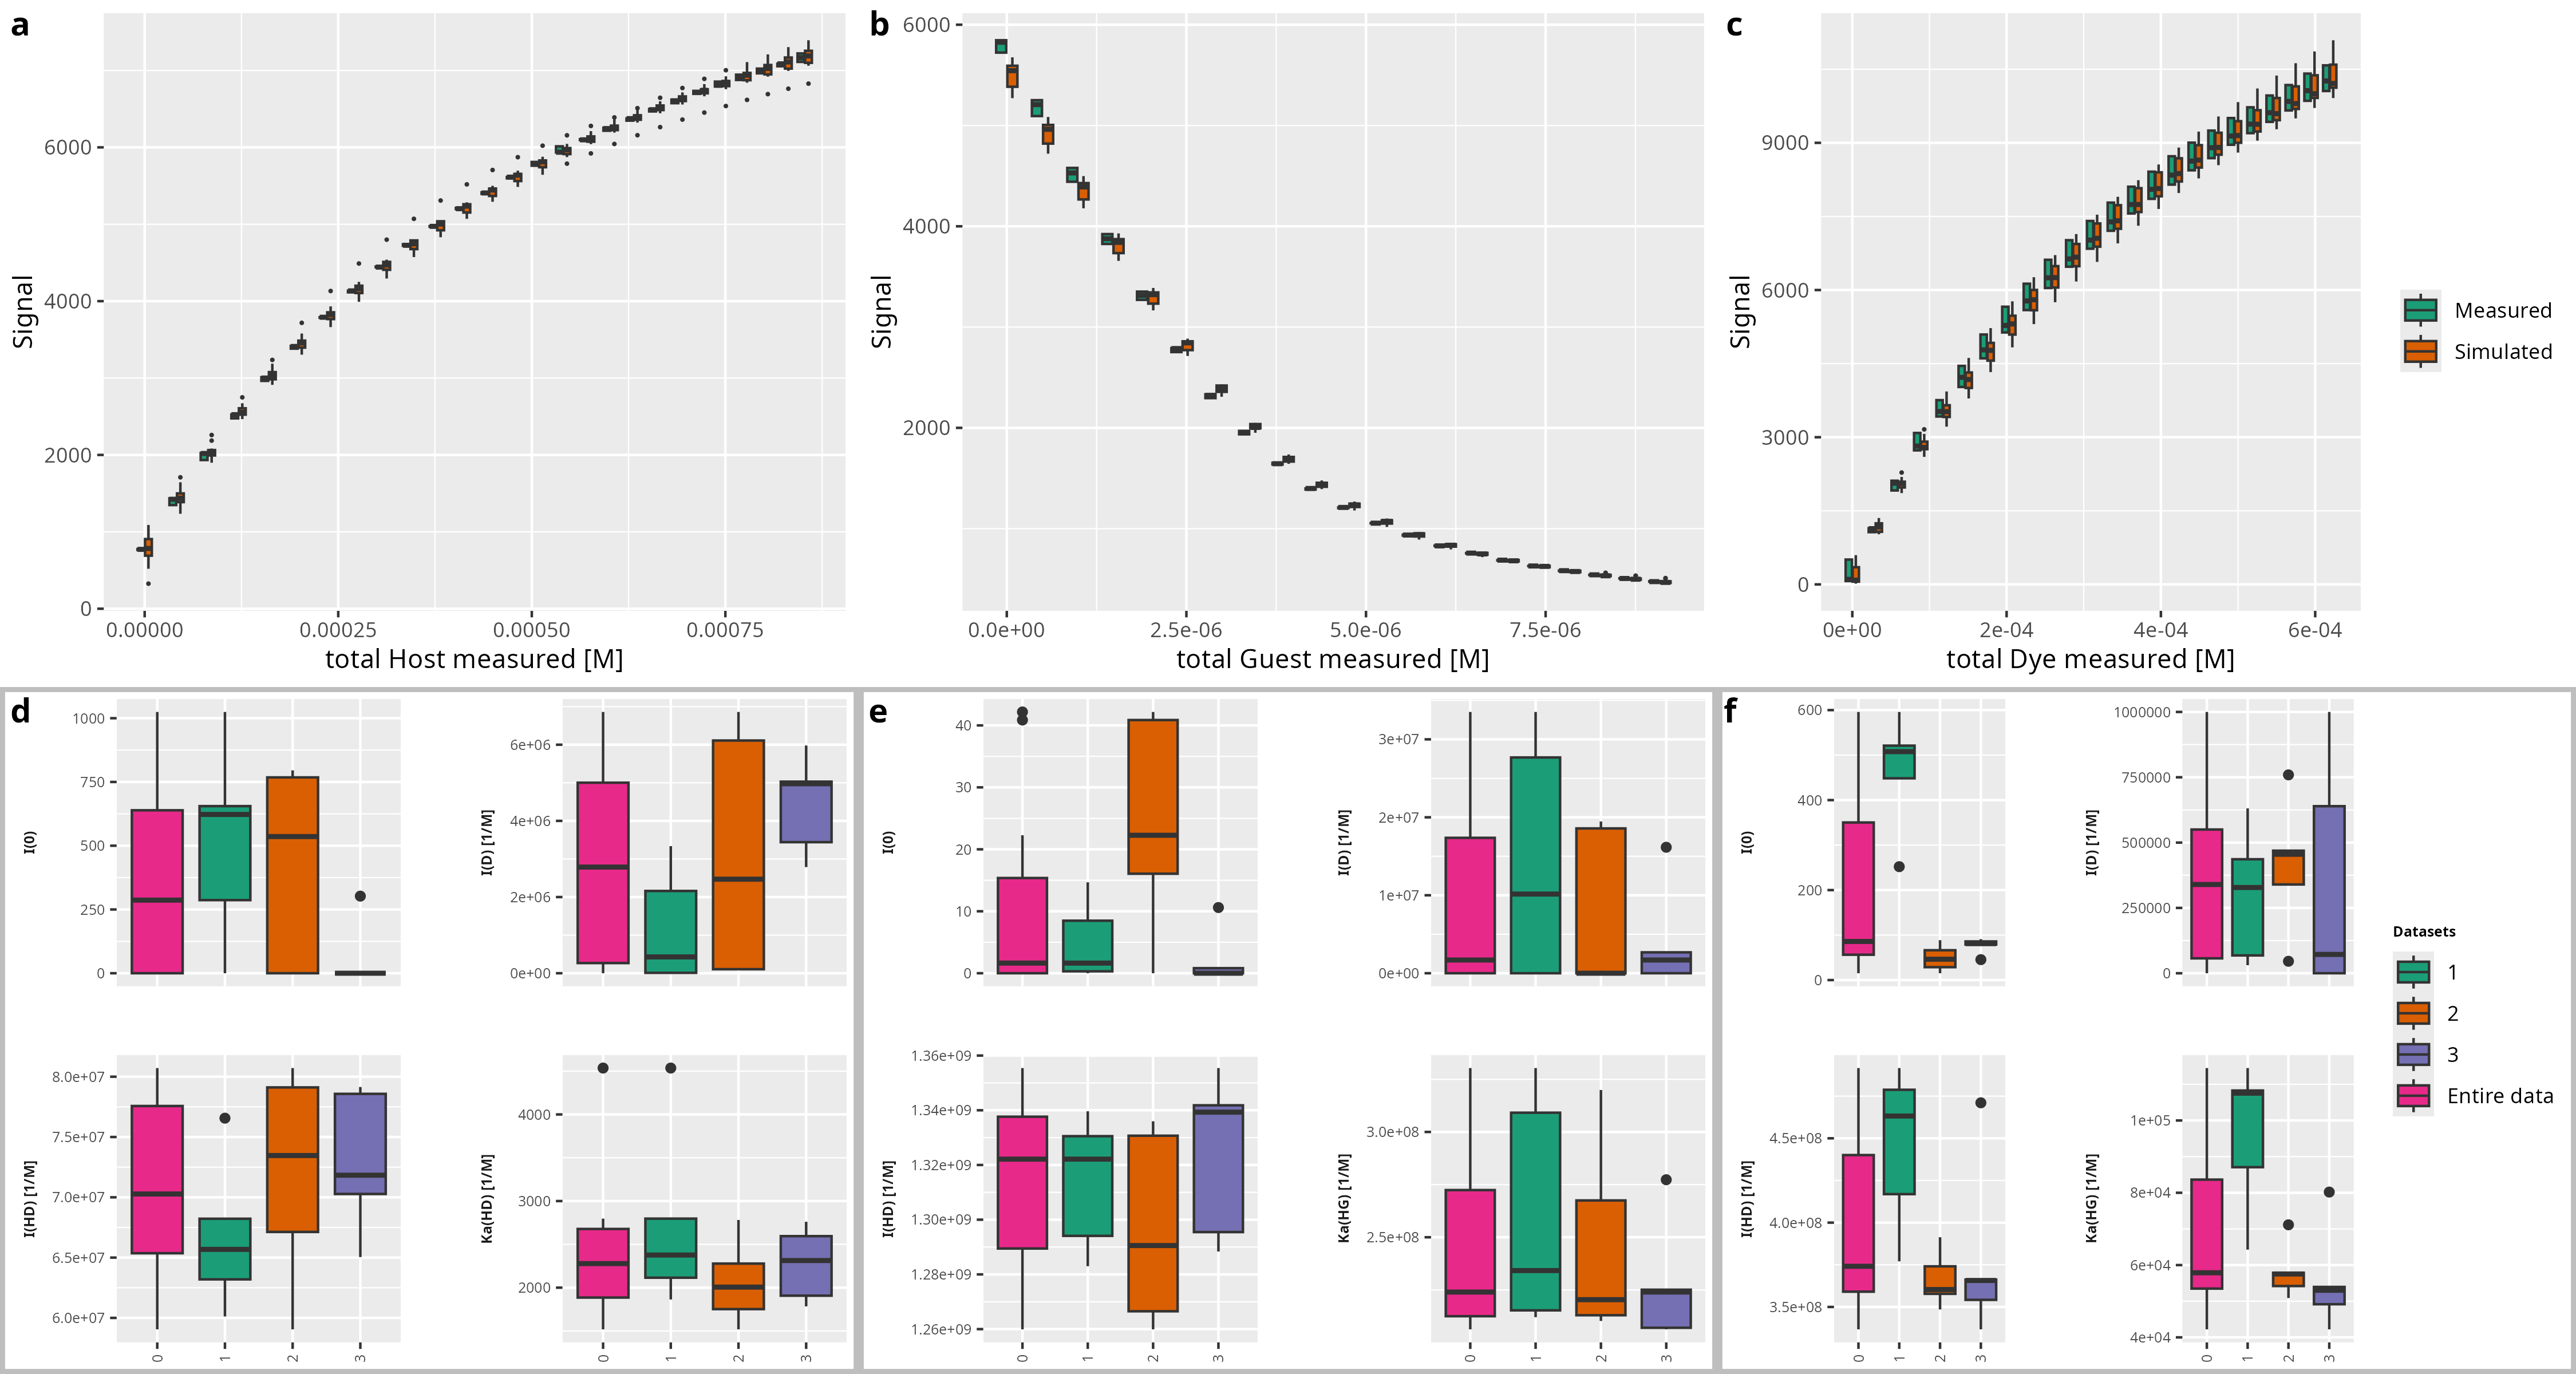 a
Signal
6000
4000
2000
0
0.00000
0.00025
0.00050
0.00075
total Host measured [M]
b
Signal
6000
4000
2000
0.0e+00
2.5e-06
5.0e-06
7.5e-06
total Guest measured [M]
c
Signal
9000
6000
3000
0
0e+00
2e-04
4e-04
6e-04
total Dye measured [M]
Measured
Simulated
d
I(0)
1000
750
500
250
0
I(D) [1/M]
6e+06
4e+06
2e+06
0e+00
I(HD) [1/M]
8.0e+07
7.5e+07
7.0e+07
6.5e+07
6.0e+07
0
1
2
3
Ka(HD) [1/M]
4000
3000
2000
0
1
2
3
e
I(0)
40
30
20
10
0
I(D) [1/M]
3e+07
2e+07
1e+07
0e+00
I(HD) [1/M]
1.36e+09
1.34e+09
1.32e+09
1.30e+09
1.28e+09
1.26e+09
0
1
2
3
Ka(HG) [1/M]
3.0e+08
2.5e+08
0
1
2
3
f
I(0)
600
400
200
0
I(D) [1/M]
1000000
750000
500000
250000
0
I(HD) [1/M]
4.5e+08
4.0e+08
3.5e+08
0
1
2
3
Ka(HG) [1/M]
1e+05
8e+04
6e+04
4e+04
0
1
2
3
Datasets
1
2
3
Entire data